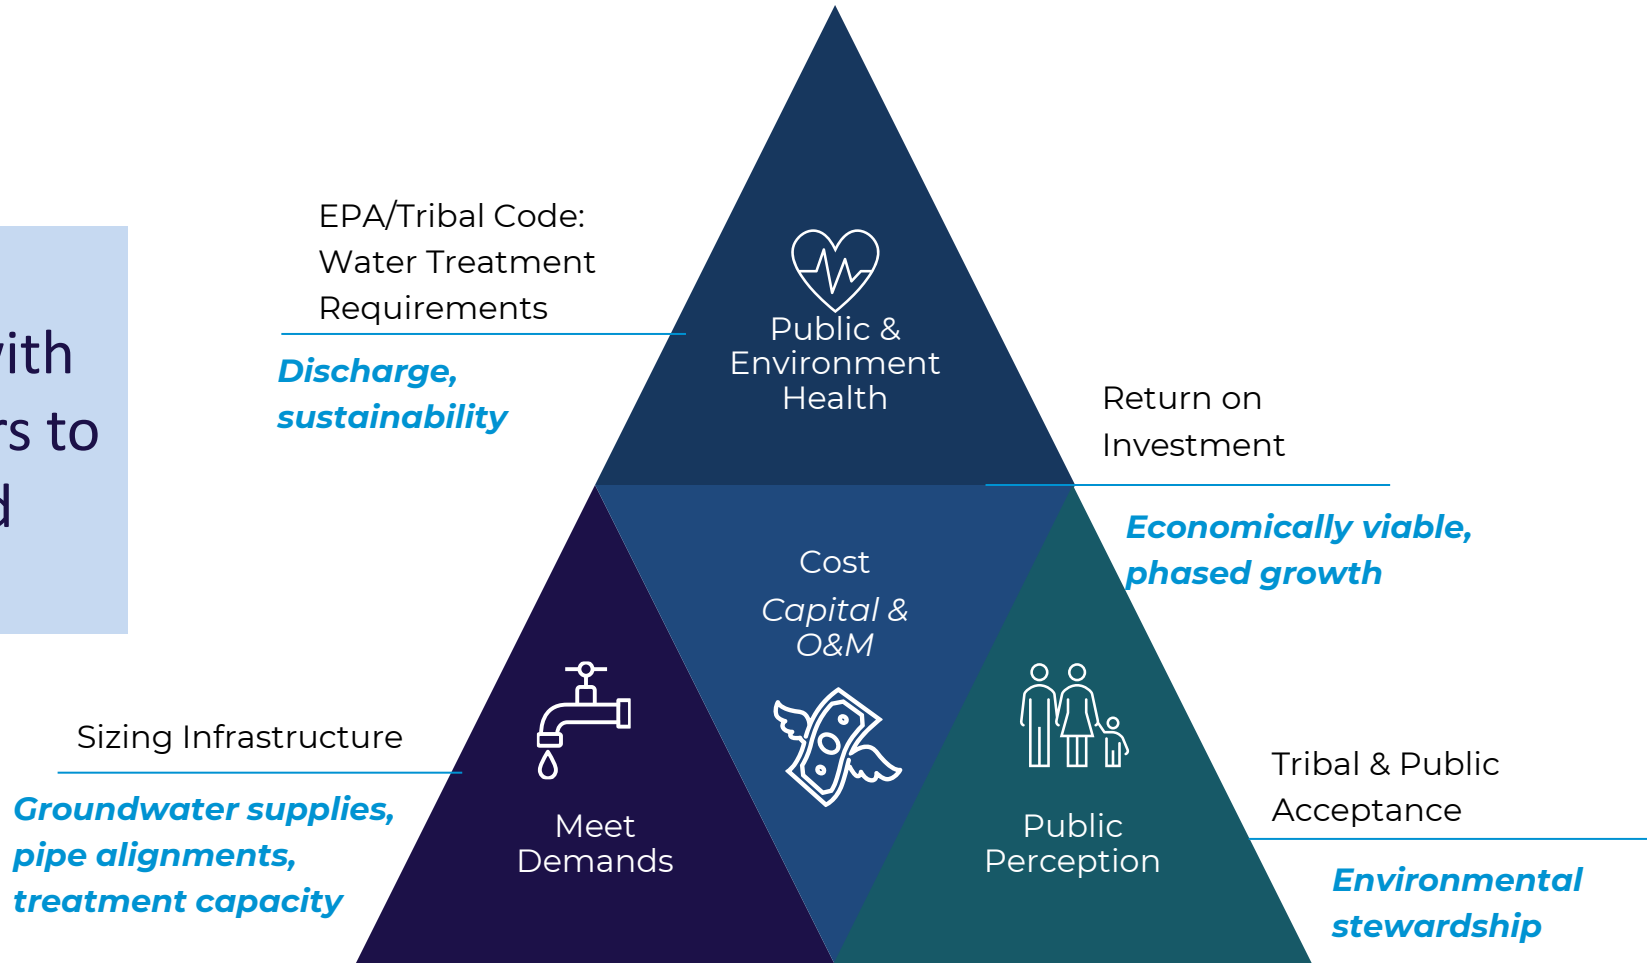 EPA/Tribal Code:
Water Treatment
Requirements
Discharge,
sustainability
Public &
Environment
Health
to
Return on
Investment
Economically viable,
phased growth
Cost
Capital &
O&M
Sizing Infrastructure
Groundwater supplies,
pipe alignments,
treatment capacity
Meet
Demands
Public
Perception
Tribal & Public
Acceptance
Environmental
stewardship